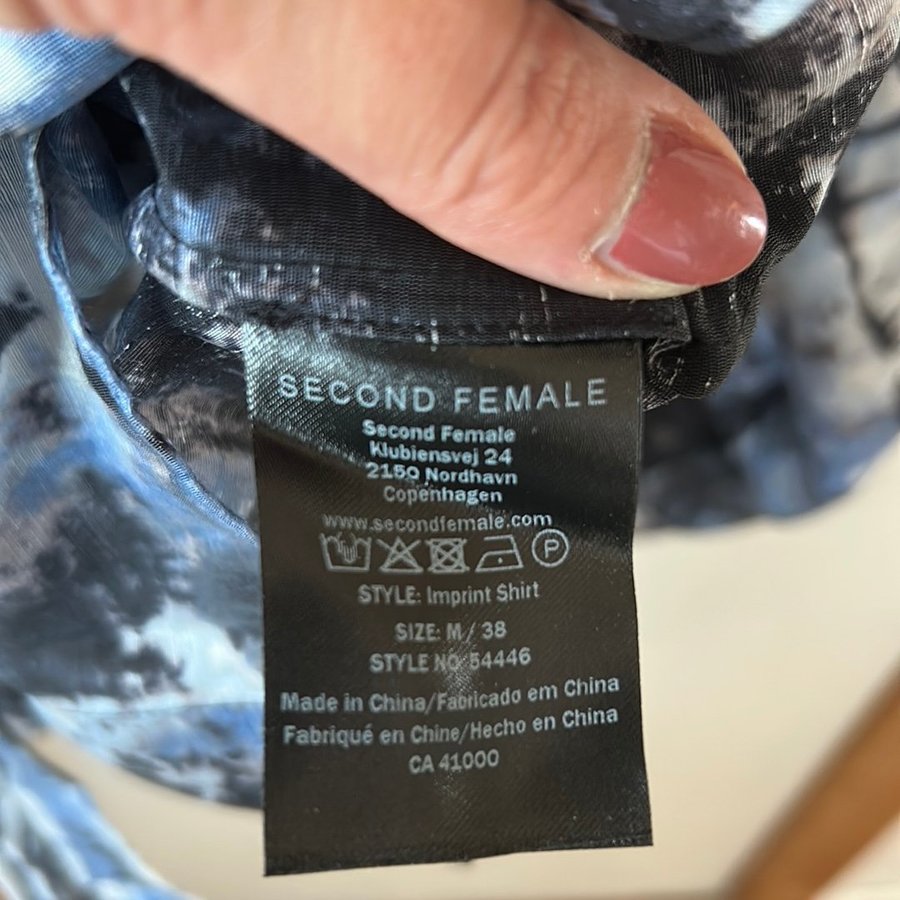 SECOND FEMALE
Second Female
Klubiensvej 24
2150 Nordhavn
Copenhagen
www.secondfemale.com
P
STYLE: Imprint Shirt
SIZE: M / 38
STYLE NO: 54446
Made in China/Fabricado em China
Fabriqué en Chine/Hecho en China
CA 41000